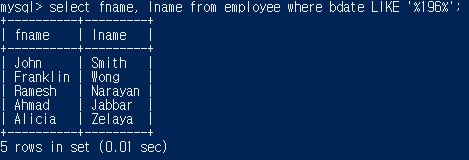 mysql> select fname, lname from employee where bdate LIKE '%196%';
+----------+---------+
| fname    | lname   |
+----------+---------+
| John     | Smith   |
| Franklin | Wong    |
| Ramesh   | Narayan |
| Ahmad    | Jabbar  |
| Alicia   | Zelaya  |
+----------+---------+
5 rows in set (0.01 sec)